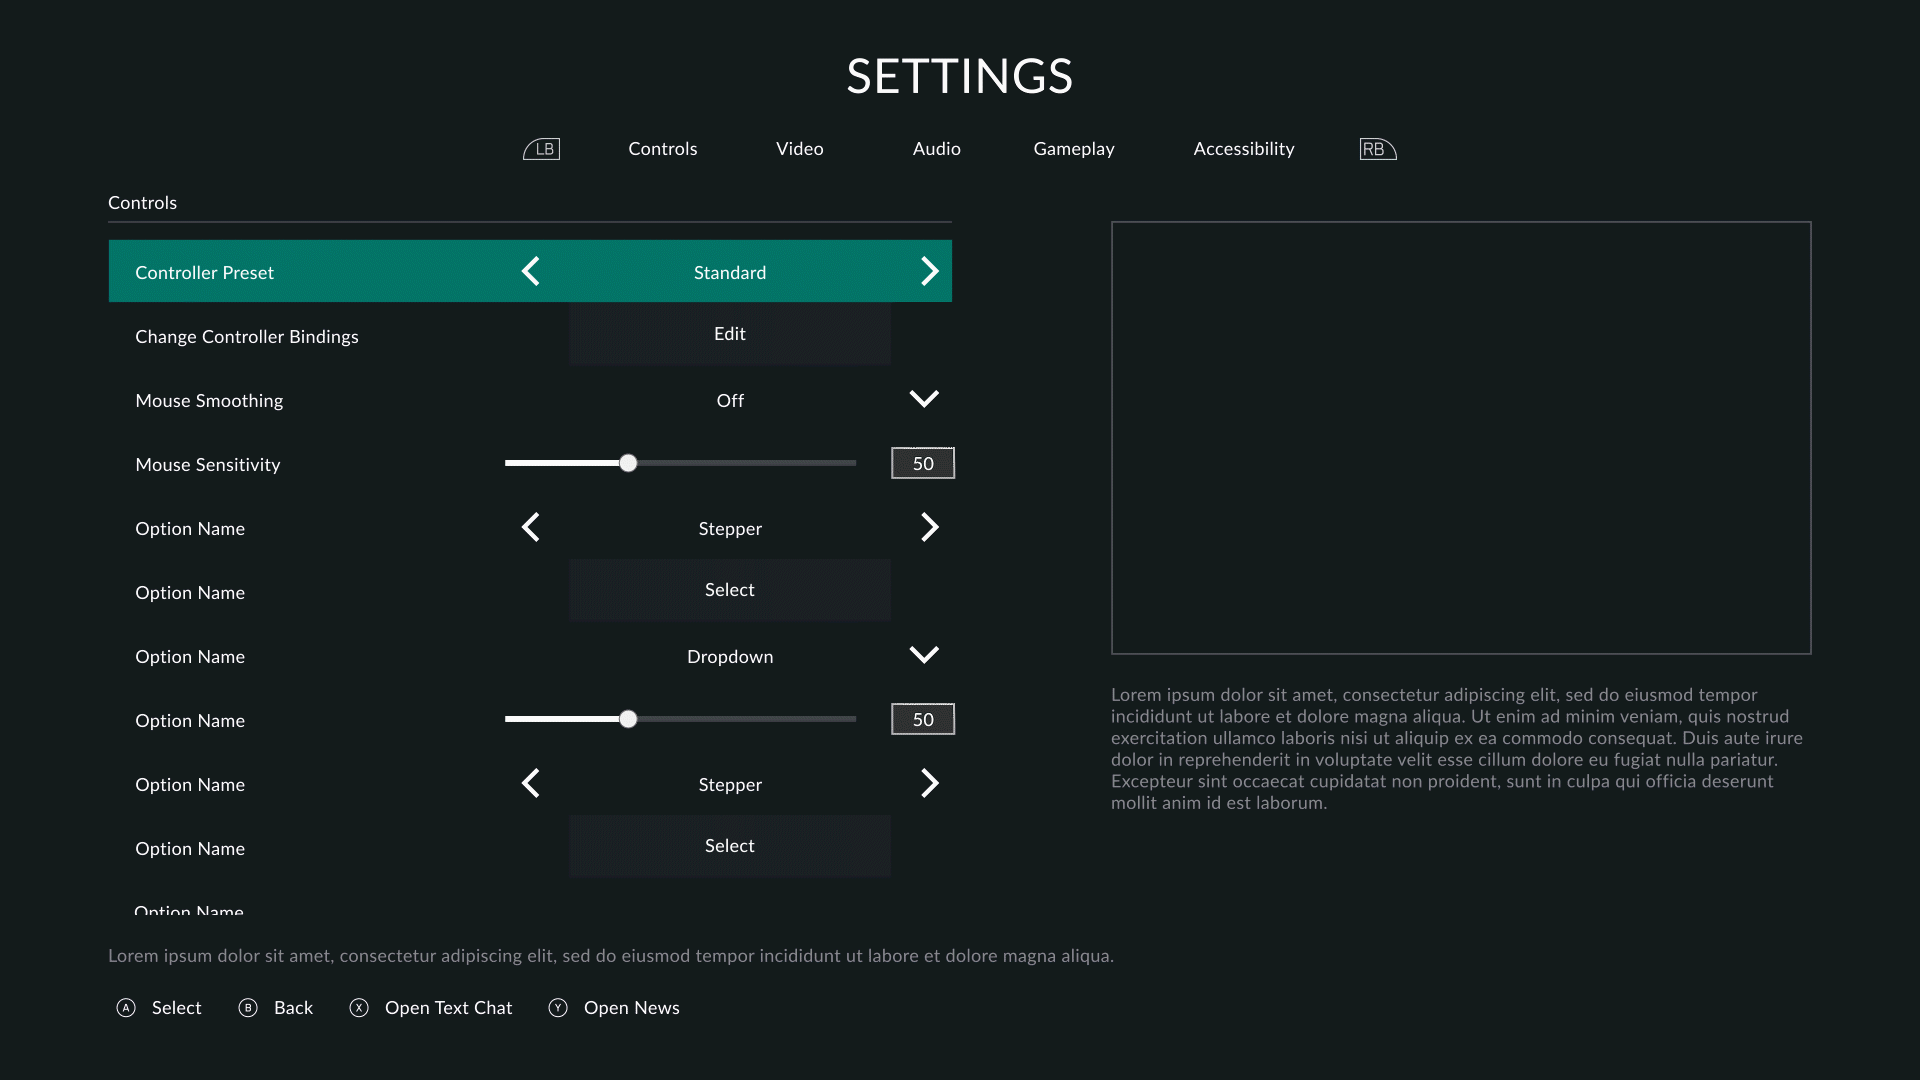 SETTINGS
LB Controls Video Audio Gameplay Accessibility RB
Controls
Controller Preset Standard
Change Controller Bindings Edit
Mouse Smoothing Off
Mouse Sensitivity 50
Option Name Stepper
Option Name Select
Option Name Dropdown
Option Name 50
Option Name Stepper
Option Name Select
Option Name
Lorem ipsum dolor sit amet, consectetur adipiscing elit, sed do eiusmod tempor
incididunt ut labore et dolore magna aliqua. Ut enim ad minim veniam, quis nostrud
exercitation ullamco laboris nisi ut aliquip ex ea commodo consequat. Duis aute irure
dolor in reprehenderit in voluptate velit esse cillum dolore eu fugiat nulla pariatur.
Excepteur sint occaecat cupidatat non proident, sunt in culpa qui officia deserunt
mollit anim id est laborum.
Lorem ipsum dolor sit amet, consectetur adipiscing elit, sed do eiusmod tempor incididunt ut labore et dolore magna aliqua.
A Select B Back X Open Text Chat Y Open News